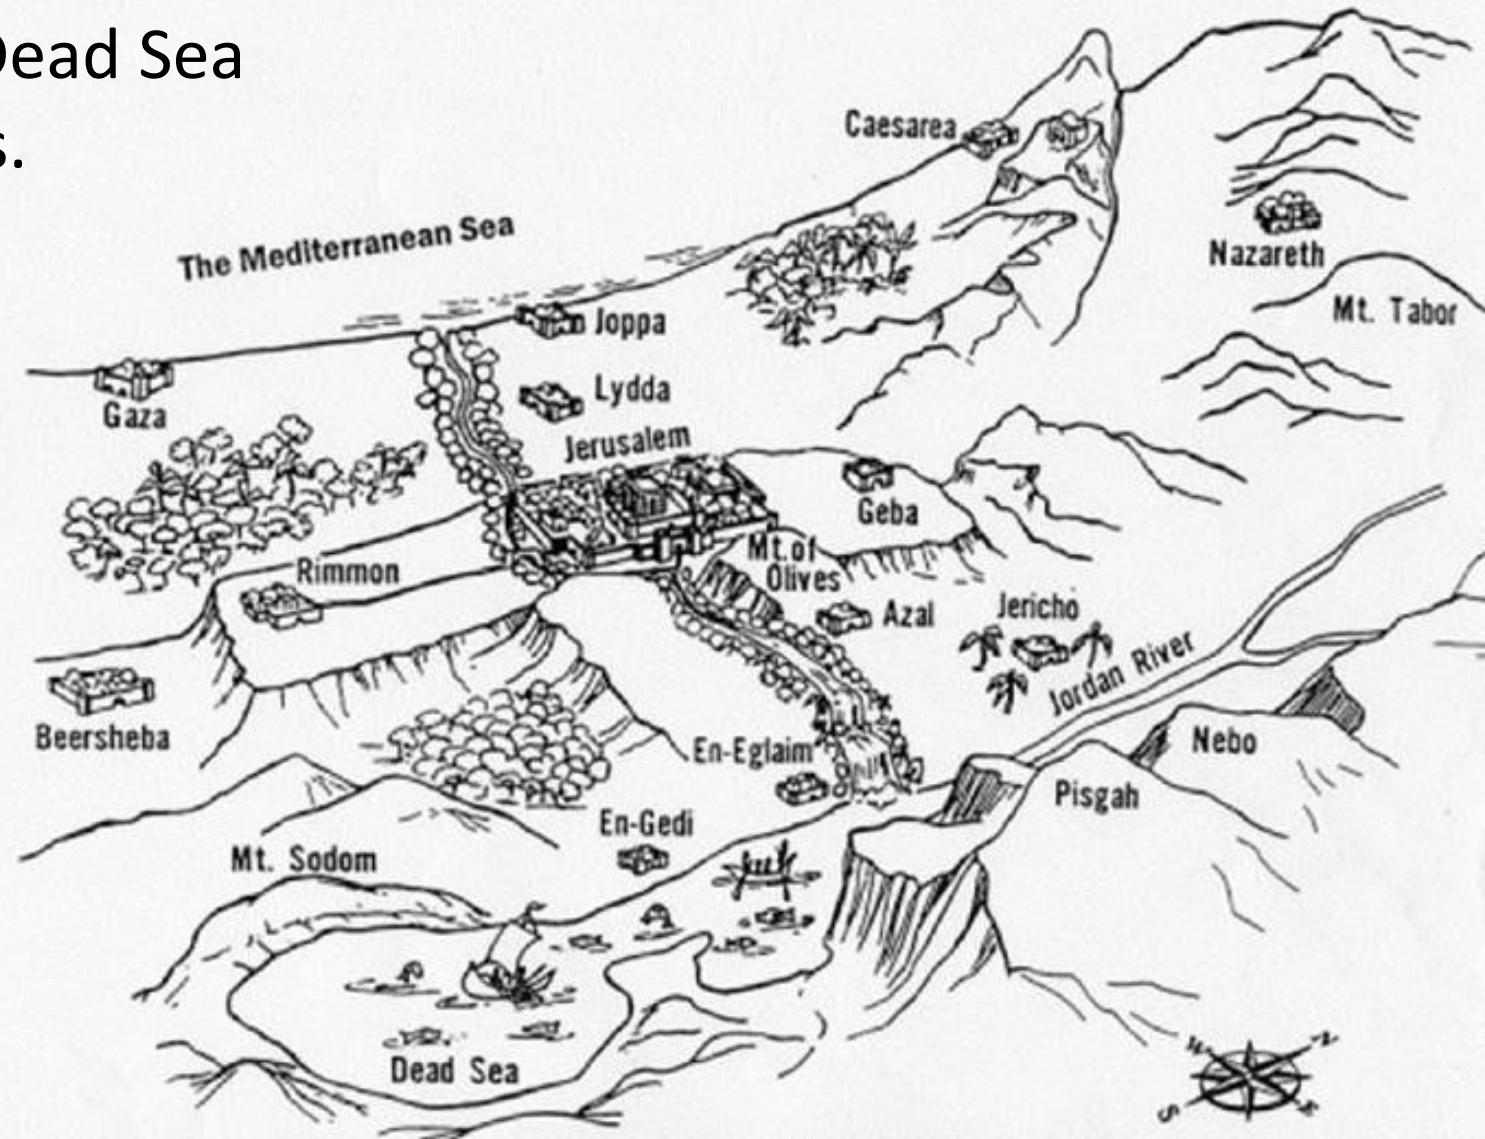 Dead Sea
s.
Caesarea
The Mediterranean Sea
Nazareth
Mt. Tabor
Joppa
Gaza
Lydda
Jerusalem
Geba
Mt. of
Olives
Rimmon
Azal
Jericho
Jordan River
Beersheba
En-Eglaim
Nebo
Pisgah
En-Gedi
Mt. Sodom
Dead Sea
W N
S E